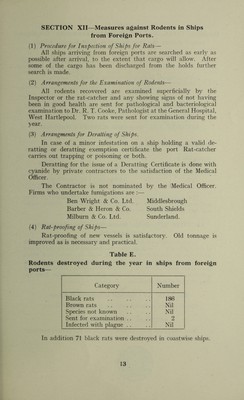 SECTION XII—Measures against Rodents in Ships
from Foreign Ports.
(1) Procedure for Inspection of Ships for Rats—
All ships arriving from foreign ports are searched as early as
possible after arrival, to the extent that cargo will allow. After
some of the cargo has been discharged from the holds further
search is made.
(2) Arrangements for the Examination of Rodents—
All rodents recovered are examined superficially by the
Inspector or the rat-catcher and any showing signs of not having
been in good health are sent for pathological and bacteriological
examination to Dr. R. T. Cooke, Pathologist at the General Hospital,
West Hartlepool. Two rats were sent for examination during the
year.
(3) Arrangements for Deratting of Ships.
In case of a minor infestation on a ship holding a valid de-
ratting or deratting exemption certificate the port Rat-catcher
carries out trapping or poisoning or both.
Deratting for the issue of a Deratting Certificate is done with
cyanide by private contractors to the satisfaction of the Medical
Officer.
The Contractor is not nominated by the Medical Officer.
Firms who undertake fumigations are :—
Ben Wright & Co. Ltd. Middlesbrough
Barber & Heron & Co. South Shields
Milburn & Co. Ltd. Sunderland.
(4) Rat-proofing of Ships—
Rat-proofing of new vessels is satisfactory. Old tonnage is
improved as is necessary and practical.
Table E.
Rodents destroyed during the year in ships from foreign
ports—
Category Number
Black rats .. .. .. 186
Brown rats .. .. .. Nil
Species not known .. .. Nil
Sent for examination .. .. 2
Infected with plague .. .. Nil
In addition 71 black rats were destroyed in coastwise ships.
13